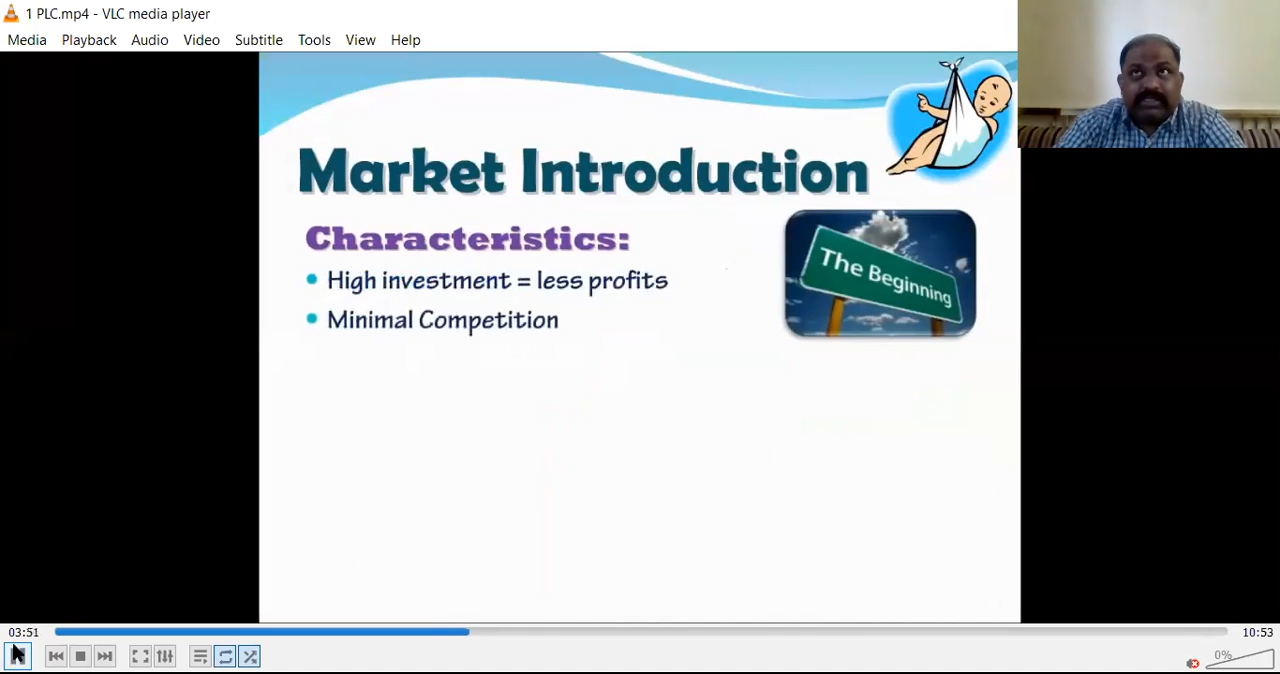 1 PLC.mp4 - VLC media player
Media Playback Audio Video Subtitle Tools View Help
Market Introduction
Characteristics:
• High investment = less profits
• Minimal Competition
The Beginning
03:51
10:53
0%